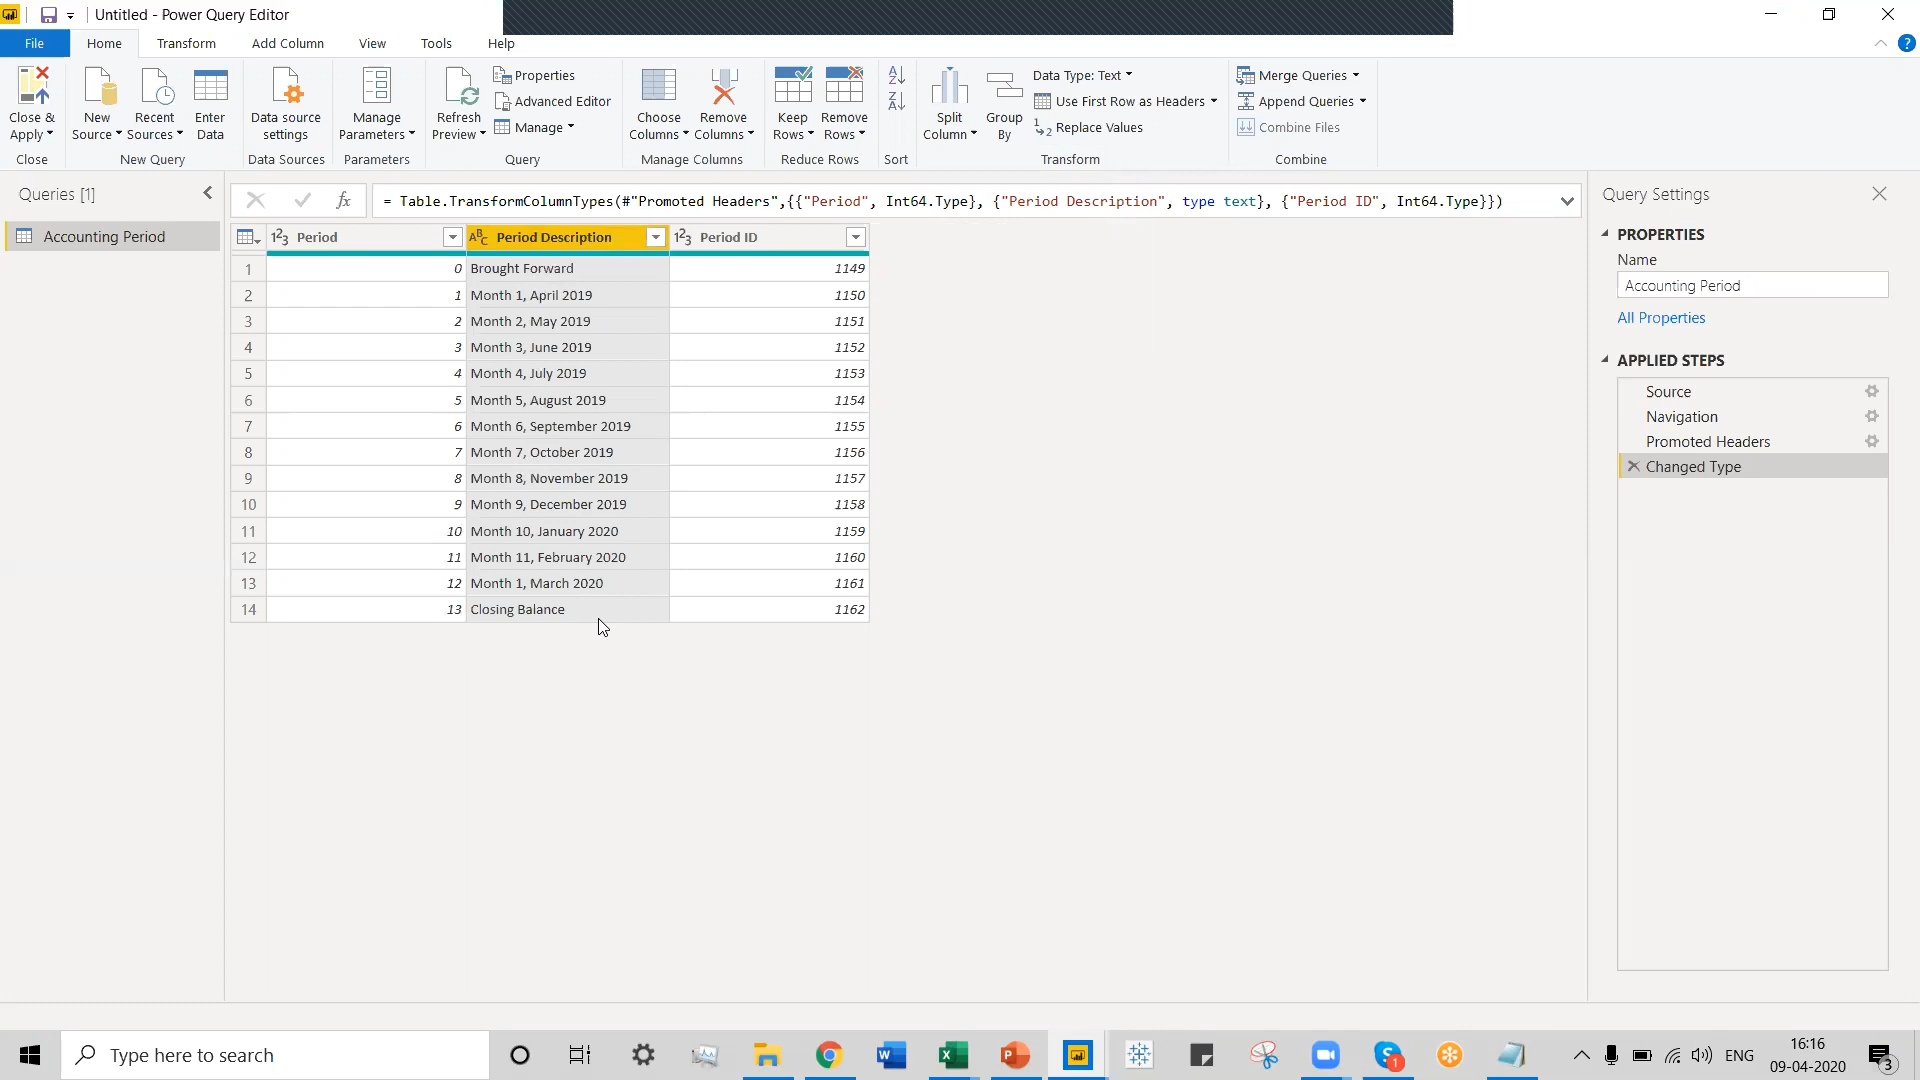 Untitled - Power Query Editor
File Home Transform Add Column View Tools Help
Close & Apply
New Source
Recent Sources
Enter Data
Data source settings
Manage Parameters
Refresh Preview
Properties
Advanced Editor
Manage
Choose Columns
Remove Columns
Keep Rows
Remove Rows
Split Column
Group By
Data Type: Text
Use First Row as Headers
Replace Values
Merge Queries
Append Queries
Combine Files
Close New Query Data Sources Parameters Query Manage Columns Reduce Rows Sort Transform Combine
Queries [1]
Accounting Period
fx = Table.TransformColumnTypes(#"Promoted Headers",{{"Period", Int64.Type}, {"Period Description", type text}, {"Period ID", Int64.Type}})
123 Period ABC Period Description 123 Period ID
1 0 Brought Forward 1149
2 1 Month 1, April 2019 1150
3 2 Month 2, May 2019 1151
4 3 Month 3, June 2019 1152
5 4 Month 4, July 2019 1153
6 5 Month 5, August 2019 1154
7 6 Month 6, September 2019 1155
8 7 Month 7, October 2019 1156
9 8 Month 8, November 2019 1157
10 9 Month 9, December 2019 1158
11 10 Month 10, January 2020 1159
12 11 Month 11, February 2020 1160
13 12 Month 1, March 2020 1161
14 13 Closing Balance 1162
Query Settings
PROPERTIES
Name
Accounting Period
All Properties
APPLIED STEPS
Source
Navigation
Promoted Headers
Changed Type
Type here to search
ENG
16:16
09-04-2020